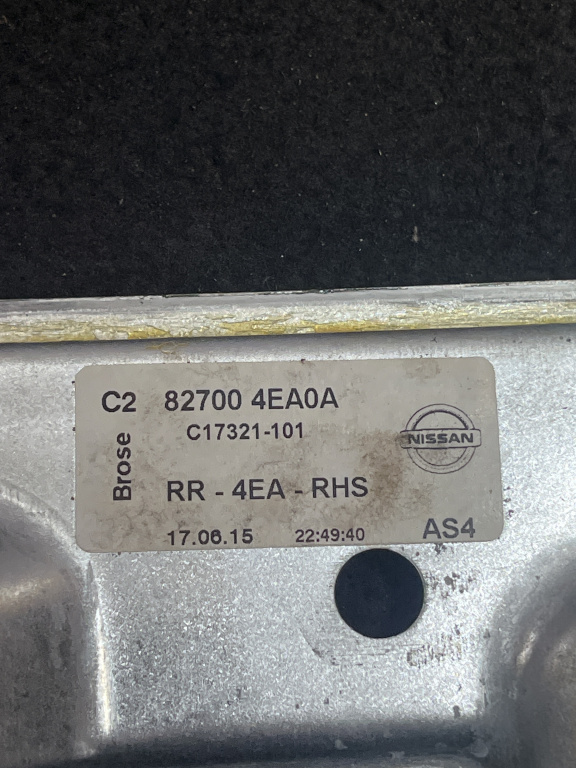 C2 82700 4EA0A
C17321-101
Brose
NISSAN
RR - 4EA - RHS
17.06.15 22:49:40 AS4